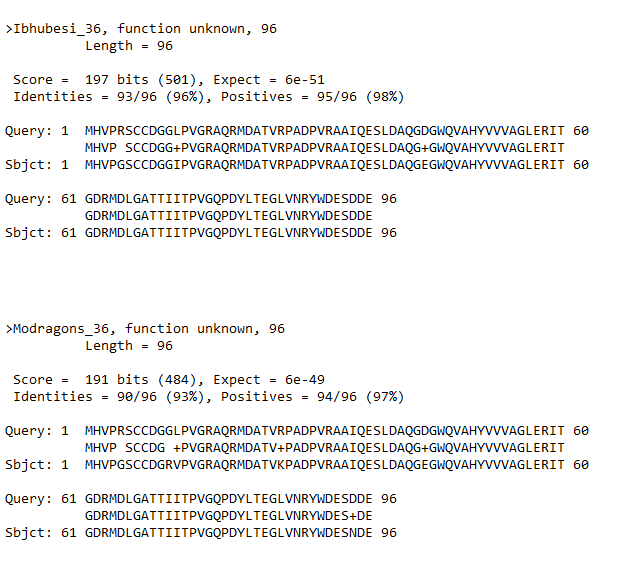 >Ibhubesi_36, function unknown, 96
          Length = 96
 Score =  197 bits (501), Expect = 6e-51
 Identities = 93/96 (96%), Positives = 95/96 (98%)
Query: 1  MHVPRSCCDGGLPVGRAQRMDATVRPADPVRAAIQESLDAQGDGWQVAHYVVVAGLERIT 60
          MHVP SCCDGG+PVGRAQRMDATVRPADPVRAAIQESLDAQG+GWQVAHYVVVAGLERIT
Sbjct: 1  MHVPGSCCDGGIPVGRAQRMDATVRPADPVRAAIQESLDAQGEGWQVAHYVVVAGLERIT 60
Query: 61 GDRMDLGATTIITPVGQPDYLTEGLVNRYWDESDDE 96
          GDRMDLGATTIITPVGQPDYLTEGLVNRYWDESDDE
Sbjct: 61 GDRMDLGATTIITPVGQPDYLTEGLVNRYWDESDDE 96
>Modragons_36, function unknown, 96
          Length = 96
 Score =  191 bits (484), Expect = 6e-49
 Identities = 90/96 (93%), Positives = 94/96 (97%)
Query: 1  MHVPRSCCDGGLPVGRAQRMDATVRPADPVRAAIQESLDAQGDGWQVAHYVVVAGLERIT 60
          MHVP SCCDG +PVGRAQRMDATV+PADPVRAAIQESLDAQG+GWQVAHYVVVAGLERIT
Sbjct: 1  MHVPGSCCDGRVPVGRAQRMDATVKPADPVRAAIQESLDAQGEGWQVAHYVVVAGLERIT 60
Query: 61 GDRMDLGATTIITPVGQPDYLTEGLVNRYWDESDDE 96
          GDRMDLGATTIITPVGQPDYLTEGLVNRYWDES+DE
Sbjct: 61 GDRMDLGATTIITPVGQPDYLTEGLVNRYWDESNDE 96